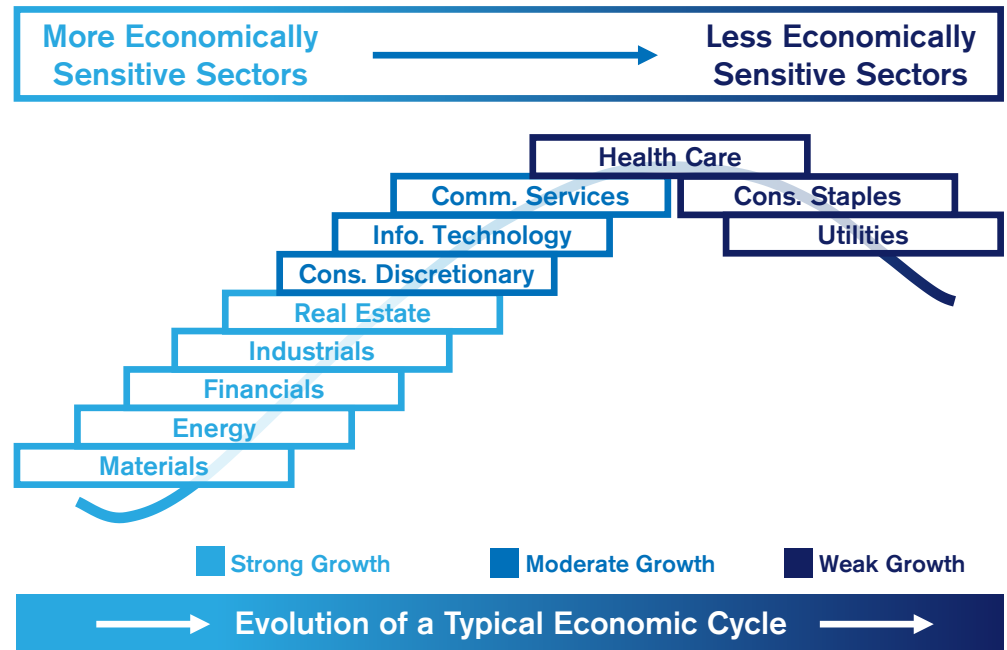 More Economically
Sensitive Sectors
Less Economically
Sensitive Sectors
Health Care
Comm. Services
Cons. Staples
Info. Technology
Utilities
Cons. Discretionary
Real Estate
Industrials
Financials
Energy
Materials
Strong Growth
Moderate Growth
Weak Growth
Evolution of a Typical Economic Cycle